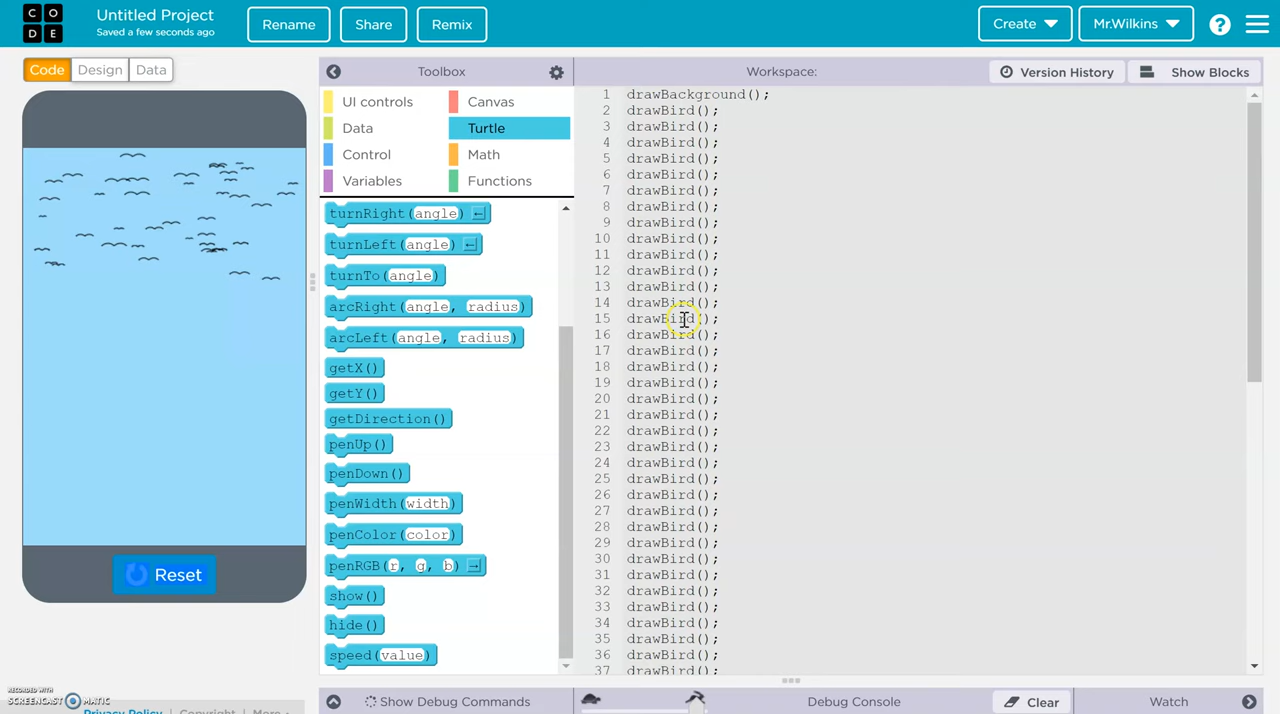 C O
D E
Untitled Project
Saved a few seconds ago
Rename
Share
Remix
Create
Mr.Wilkins
?
Code
Design
Data
Toolbox
Workspace:
Version History
Show Blocks
UI controls
Canvas
Data
Turtle
Control
Math
Variables
Functions
turnRight(angle)
turnLeft(angle)
turnTo(angle)
arcRight(angle, radius)
arcLeft(angle, radius)
getX()
getY()
getDirection()
penUp()
penDown()
penWidth(width)
penColor(color)
penRGB(r, g, b)
show()
hide()
speed(value)
1 drawBackground();
2 drawBird();
3 drawBird();
4 drawBird();
5 drawBird();
6 drawBird();
7 drawBird();
8 drawBird();
9 drawBird();
10 drawBird();
11 drawBird();
12 drawBird();
13 drawBird();
14 drawBird();
15 drawBird();
16 drawBird();
17 drawBird();
18 drawBird();
19 drawBird();
20 drawBird();
21 drawBird();
22 drawBird();
23 drawBird();
24 drawBird();
25 drawBird();
26 drawBird();
27 drawBird();
28 drawBird();
29 drawBird();
30 drawBird();
31 drawBird();
32 drawBird();
33 drawBird();
34 drawBird();
35 drawBird();
36 drawBird();
37 drawBird();
Reset
RECORDED WITH
SCREENCAST MATIC
Privacy Policy | Copyright | More
Show Debug Commands
Debug Console
Clear
Watch